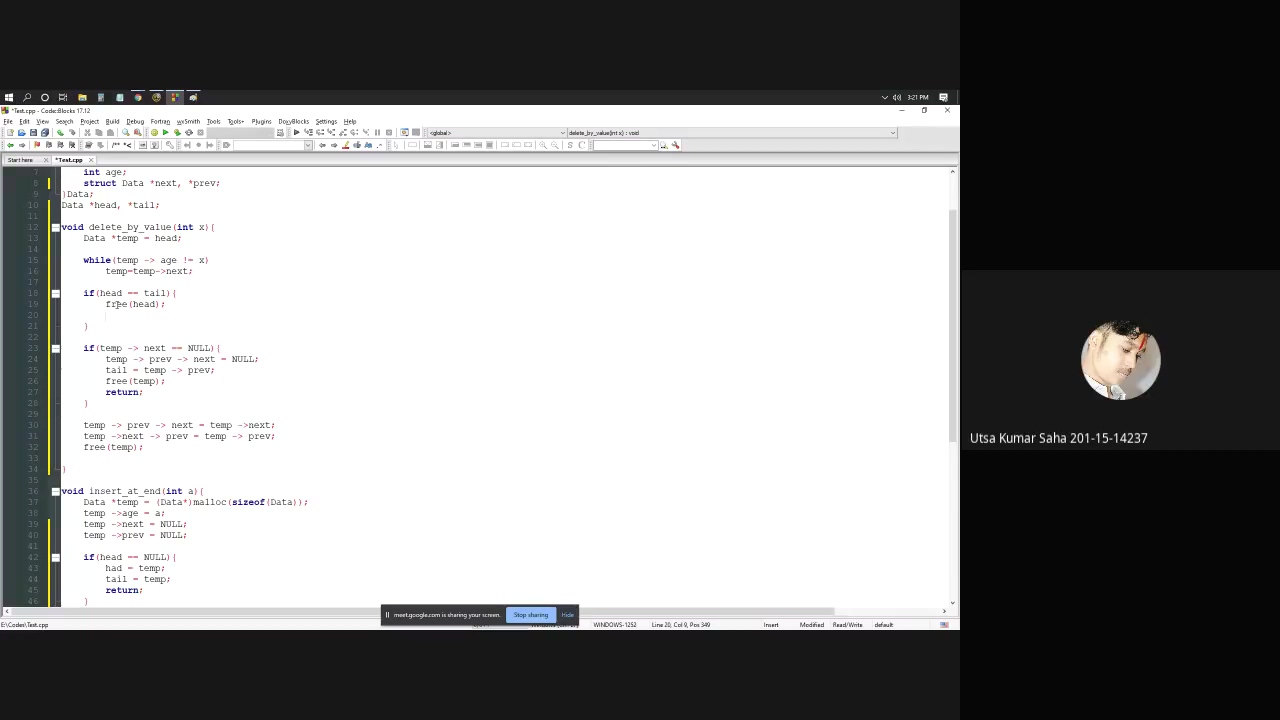 3:21 PM
*Test.cpp - Code::Blocks 17.12
File Edit View Search Project Build Debug Fortran wxSmith Tools Tools+ Plugins DoxyBlocks Settings Help
<global> delete_by_value(int x) : void
Start here *Test.cpp
7 int age;
8 struct Data *next, *prev;
9 }Data;
10 Data *head, *tail;
11
12 void delete_by_value(int x){
13 Data *temp = head;
14
15 while(temp -> age != x)
16 temp=temp->next;
17
18 if(head == tail){
19 free(head);
20
21 }
22
23 if(temp -> next == NULL){
24 temp -> prev -> next = NULL;
25 tail = temp -> prev;
26 free(temp);
27 return;
28 }
29
30 temp -> prev -> next = temp ->next;
31 temp ->next -> prev = temp -> prev;
32 free(temp);
33
34 }
35
36 void insert_at_end(int a){
37 Data *temp = (Data*)malloc(sizeof(Data));
38 temp ->age = a;
39 temp ->next = NULL;
40 temp ->prev = NULL;
41
42 if(head == NULL){
43 had = temp;
44 tail = temp;
45 return;
46 }
meet.google.com is sharing your screen. Stop sharing Hide
E:\Codes\Test.cpp WINDOWS-1252 Line 20, Col 9, Pos 349 Insert Modified Read/Write default
Utsa Kumar Saha 201-15-14237